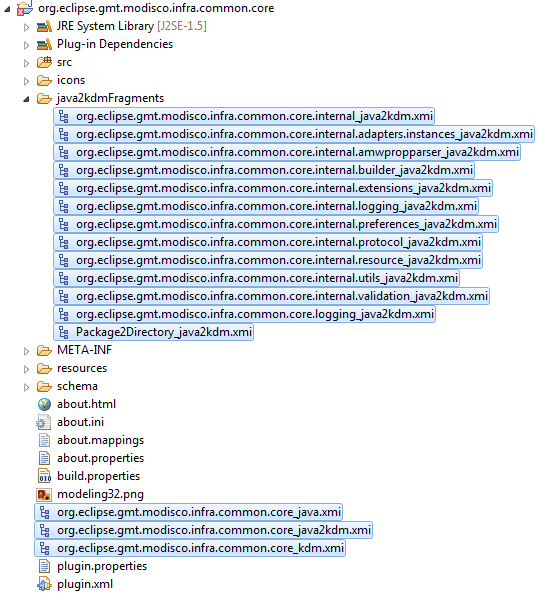 org.eclipse.gmt.modisco.infra.common.core
JRE System Library [J2SE-1.5]
Plug-in Dependencies
src
icons
java2kdmFragments
org.eclipse.gmt.modisco.infra.common.core.internal_java2kdm.xmi
org.eclipse.gmt.modisco.infra.common.core.internal.adapters.instances_java2kdm.xmi
org.eclipse.gmt.modisco.infra.common.core.internal.amwpropparser_java2kdm.xmi
org.eclipse.gmt.modisco.infra.common.core.internal.builder_java2kdm.xmi
org.eclipse.gmt.modisco.infra.common.core.internal.extensions_java2kdm.xmi
org.eclipse.gmt.modisco.infra.common.core.internal.logging_java2kdm.xmi
org.eclipse.gmt.modisco.infra.common.core.internal.preferences_java2kdm.xmi
org.eclipse.gmt.modisco.infra.common.core.internal.protocol_java2kdm.xmi
org.eclipse.gmt.modisco.infra.common.core.internal.resource_java2kdm.xmi
org.eclipse.gmt.modisco.infra.common.core.internal.utils_java2kdm.xmi
org.eclipse.gmt.modisco.infra.common.core.internal.validation_java2kdm.xmi
org.eclipse.gmt.modisco.infra.common.core.logging_java2kdm.xmi
Package2Directory_java2kdm.xmi
META-INF
resources
schema
about.html
about.ini
about.mappings
about.properties
build.properties
modeling32.png
org.eclipse.gmt.modisco.infra.common.core_java.xmi
org.eclipse.gmt.modisco.infra.common.core_java2kdm.xmi
org.eclipse.gmt.modisco.infra.common.core_kdm.xmi
plugin.properties
plugin.xml